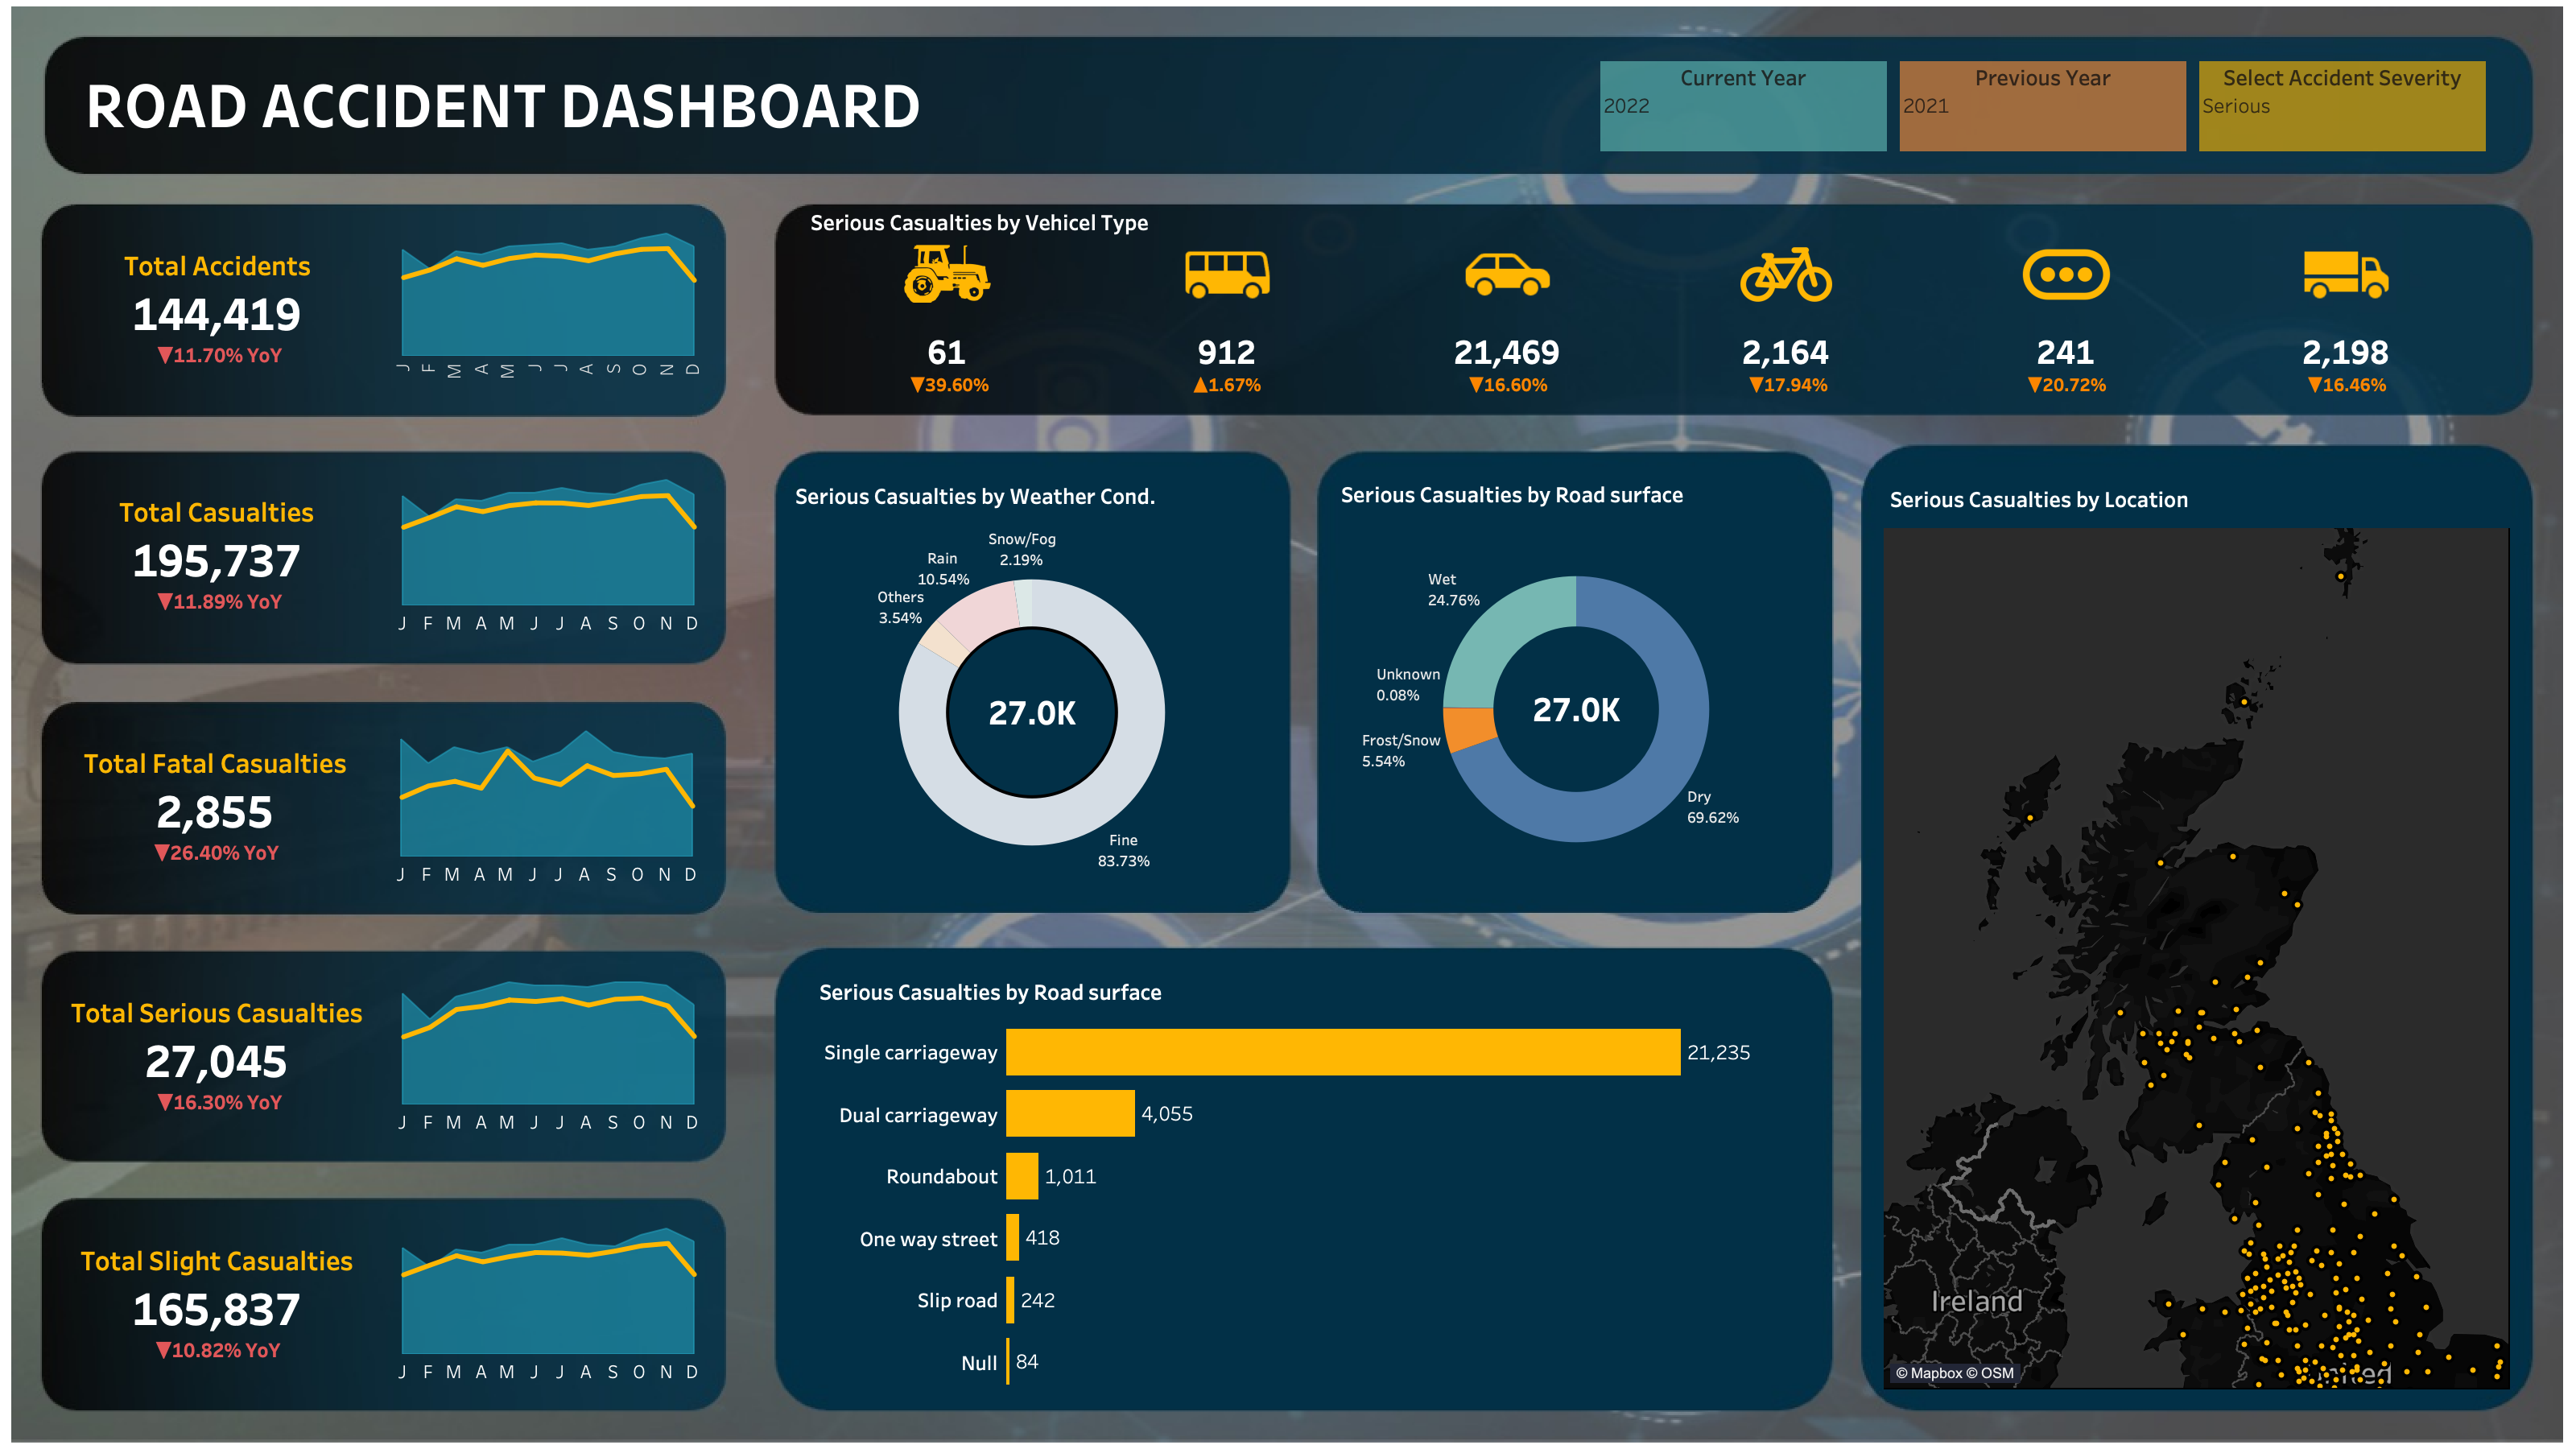 ROAD ACCIDENT DASHBOARD
Current Year
2022
Previous Year
2021
Select Accident Severity
Serious
Total Accidents
144,419
▼11.70% YoY
J F M A M J J A S O N D
Total Casualties
195,737
▼11.89% YoY
J F M A M J J A S O N D
Total Fatal Casualties
2,855
▼26.40% YoY
J F M A M J J A S O N D
Total Serious Casualties
27,045
▼16.30% YoY
J F M A M J J A S O N D
Total Slight Casualties
165,837
▼10.82% YoY
J F M A M J J A S O N D
Serious Casualties by Vehicel Type
61 912 21,469 2,164 241 2,198
▼39.60% ▲1.67% ▼16.60% ▼17.94% ▼20.72% ▼16.46%
Serious Casualties by Weather Cond.
Snow/Fog
2.19%
Rain
10.54%
Others
3.54%
27.0K
Fine
83.73%
Serious Casualties by Road surface
Wet
24.76%
Unknown
0.08%
27.0K
Frost/Snow
5.54%
Dry
69.62%
Serious Casualties by Road surface
Single carriageway 21,235
Dual carriageway 4,055
Roundabout 1,011
One way street 418
Slip road 242
Null 84
Serious Casualties by Location
Ireland
© Mapbox © OSM